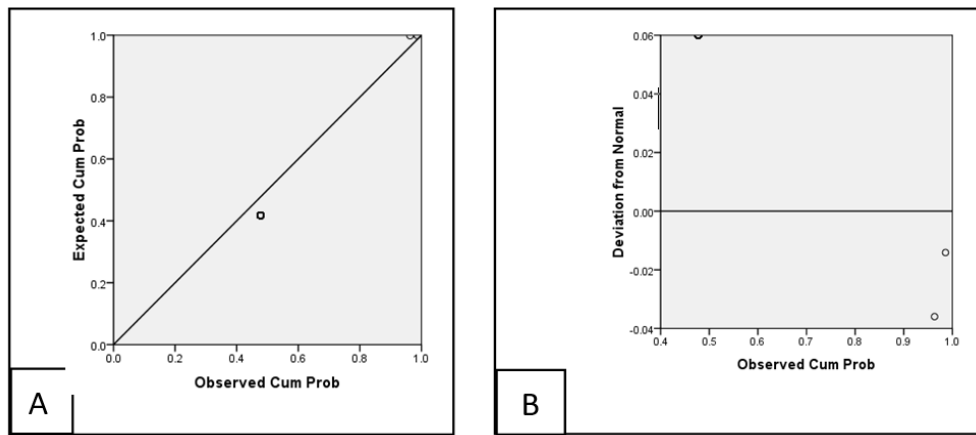 1.0
0.8
0.6
0.4
0.2
0.0
Expected Cum Prob
0.0 0.2 0.4 0.6 0.8 1.0
Observed Cum Prob
A
0.06
0.04
0.02
0.00
-0.02
-0.04
Deviation from Normal
0.4 0.5 0.6 0.7 0.8 0.9 1.0
Observed Cum Prob
B